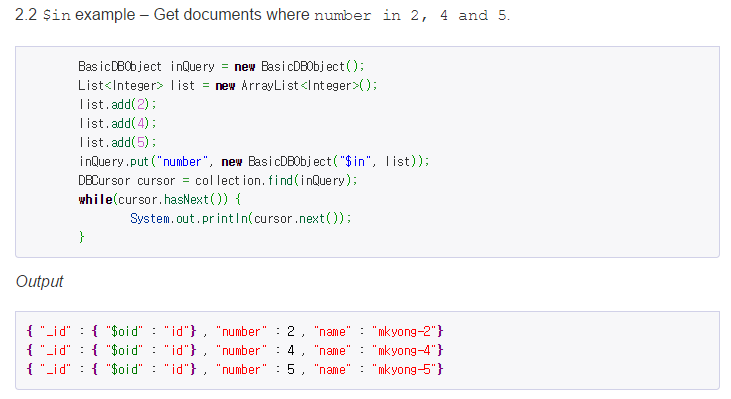 2.2 $in example – Get documents where number in 2, 4 and 5.
BasicDBObject inQuery = new BasicDBObject();
List<Integer> list = new ArrayList<Integer>();
list.add(2);
list.add(4);
list.add(5);
inQuery.put("number", new BasicDBObject("$in", list));
DBCursor cursor = collection.find(inQuery);
while(cursor.hasNext()) {
System.out.println(cursor.next());
}
Output
{ "_id" : { "$oid" : "id"} , "number" : 2 , "name" : "mkyong-2"}
{ "_id" : { "$oid" : "id"} , "number" : 4 , "name" : "mkyong-4"}
{ "_id" : { "$oid" : "id"} , "number" : 5 , "name" : "mkyong-5"}